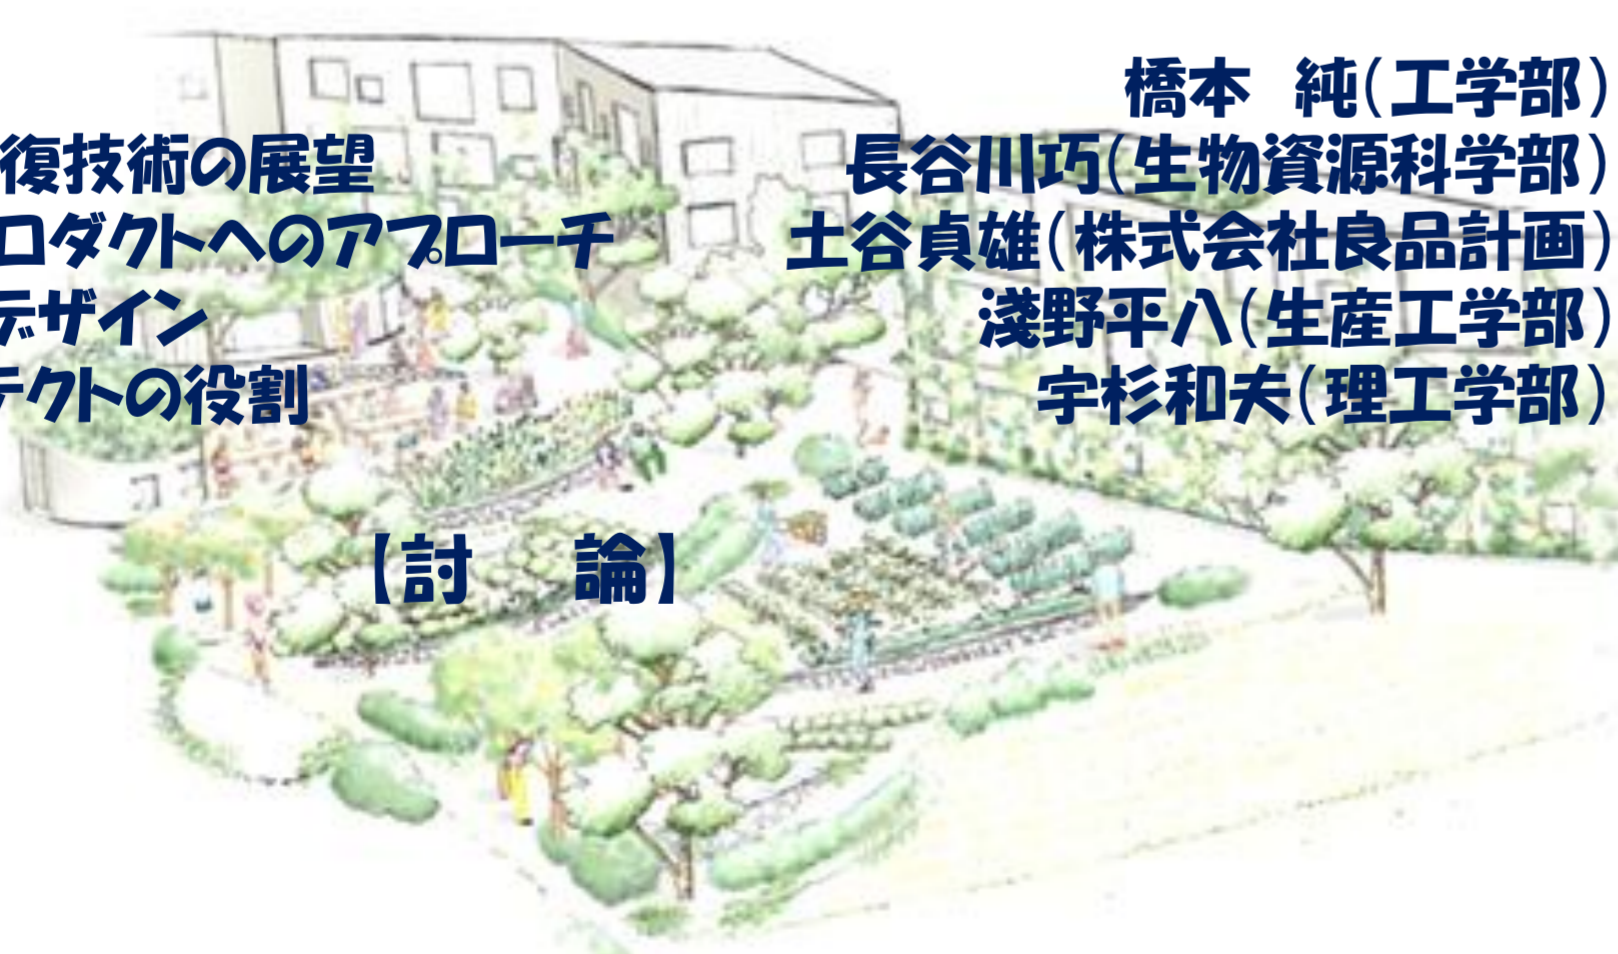 橋本　純（工学部）
復技術の展望　長谷川巧（生物資源科学部）
ロダクトへのアプローチ　土谷貞雄（株式会社良品計画）
デザイン　淺野平八（生産工学部）
テクトの役割　宇杉和夫（理工学部）
【討　論】